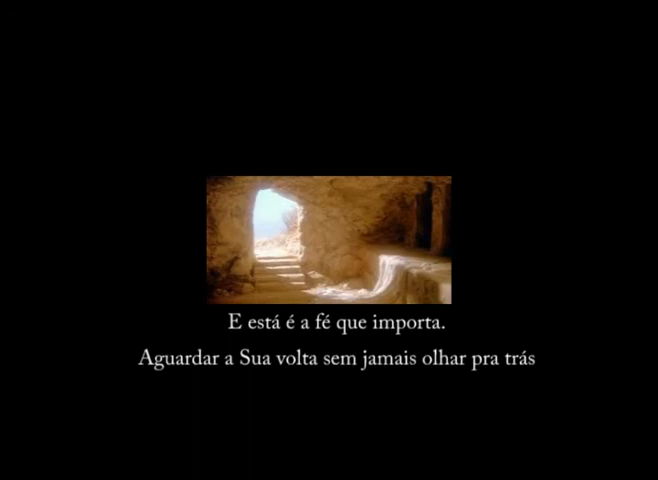 E está é a fé que importa.
Aguardar a Sua volta sem jamais olhar pra trás